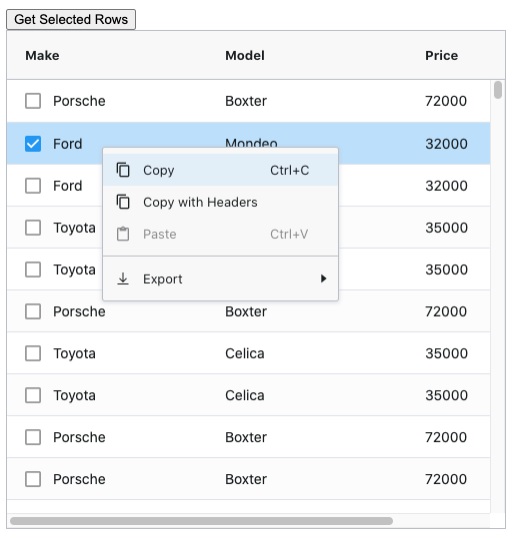 Get Selected Rows
Make Model Price
Porsche Boxter 72000
Ford Mondeo 32000
Copy Ctrl+C
Ford 32000
Copy with Headers
Toyota 35000
Paste Ctrl+V
Toyota 35000
Export
Porsche Boxter 72000
Toyota Celica 35000
Toyota Celica 35000
Porsche Boxter 72000
Porsche Boxter 72000